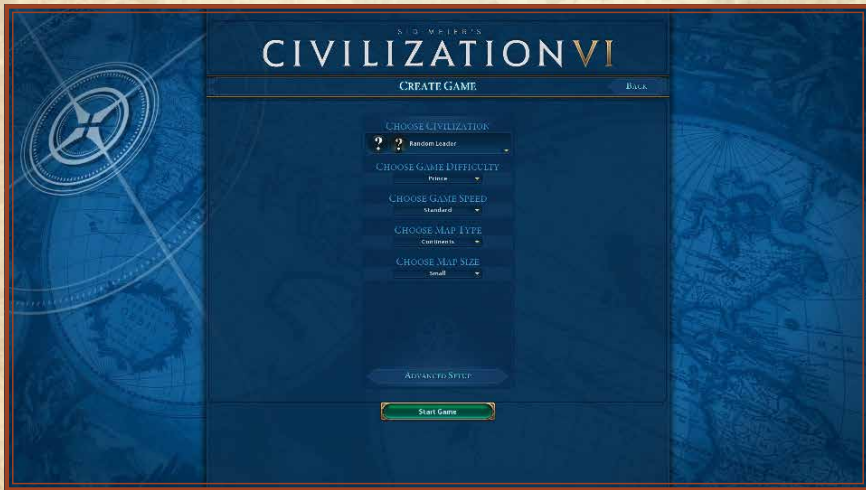 SID MEIER'S
CIVILIZATION VI
CREATE GAME
BACK
CHOOSE CIVILIZATION
? ? Random Leader
CHOOSE GAME DIFFICULTY
Prince
CHOOSE GAME SPEED
Standard
CHOOSE MAP TYPE
Continents
CHOOSE MAP SIZE
Small
ADVANCED SETUP
Start Game